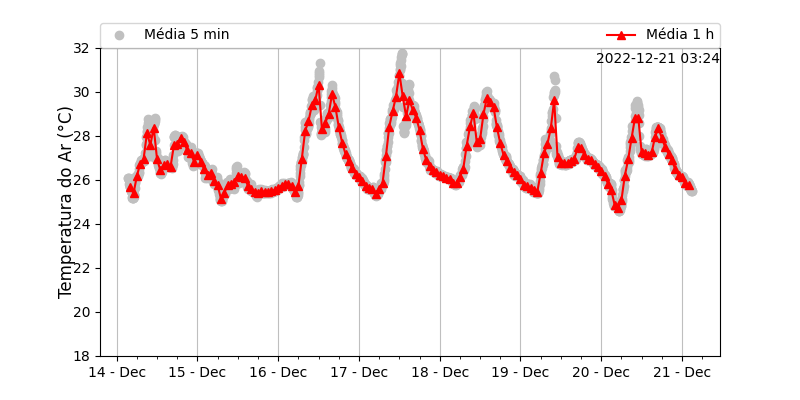 Média 5 min
Média 1 h
2022-12-21 03:24
Temperatura do Ar (°C)
32
30
28
26
24
22
20
18
14 - Dec
15 - Dec
16 - Dec
17 - Dec
18 - Dec
19 - Dec
20 - Dec
21 - Dec